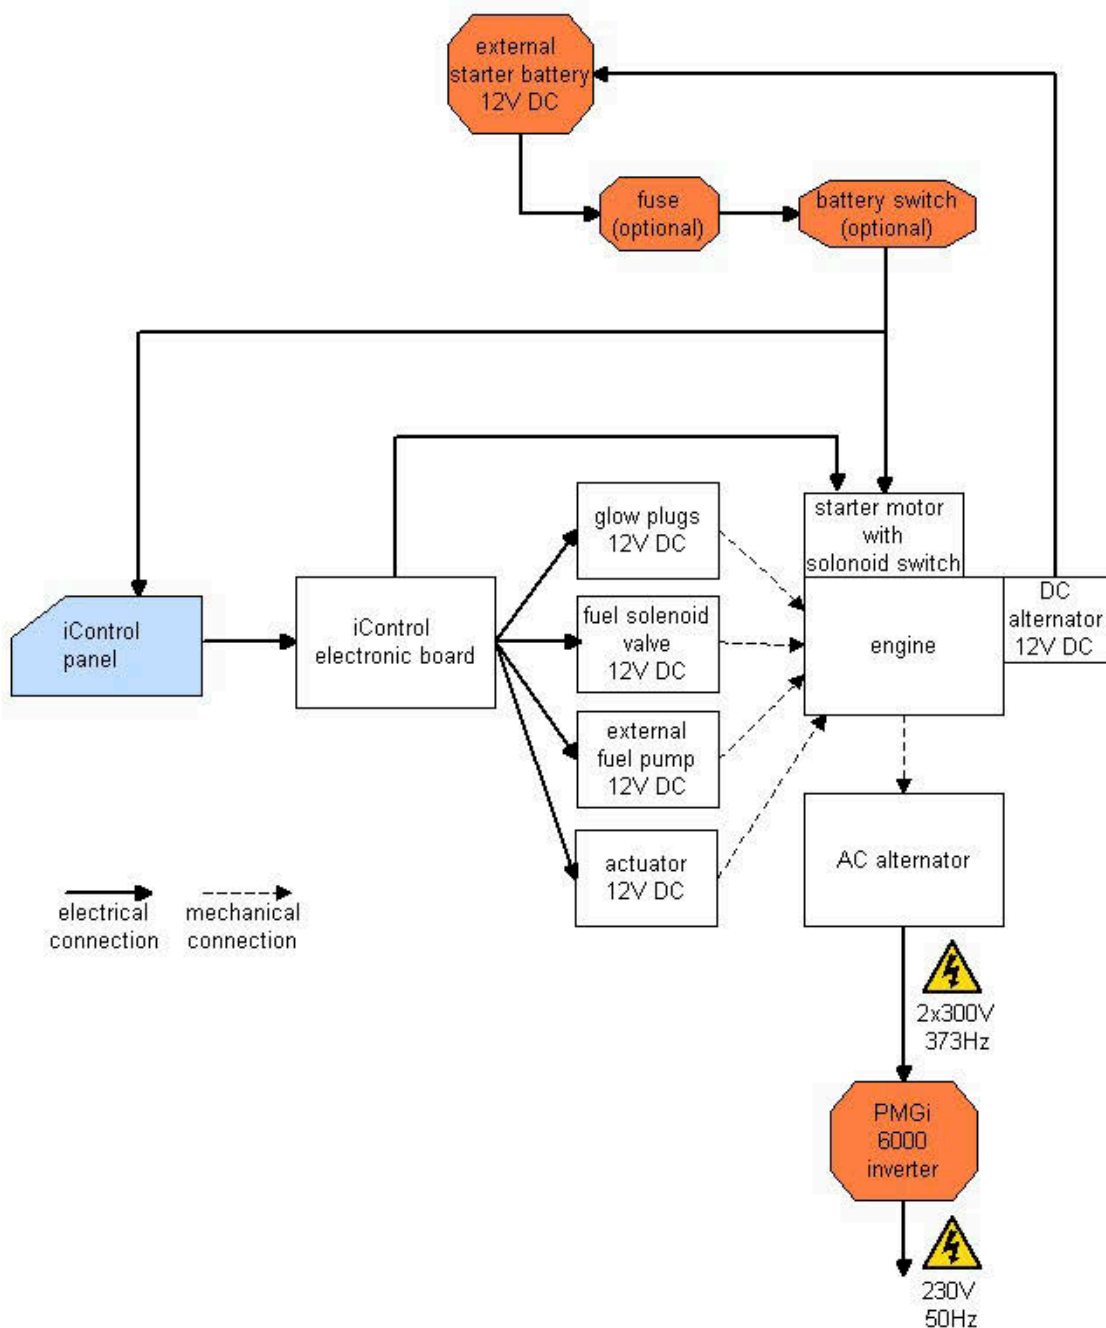 external
starter battery
12V DC
fuse
(optional)
battery switch
(optional)
glow plugs
12V DC
starter motor
with
solonoid switch
iControl
panel
iControl
electronic board
fuel solenoid
valve
12V DC
engine
DC
alternator
12V DC
external
fuel pump
12V DC
actuator
12V DC
AC alternator
electrical
connection
mechanical
connection
2x300V
373Hz
PMGi
6000
inverter
230V
50Hz